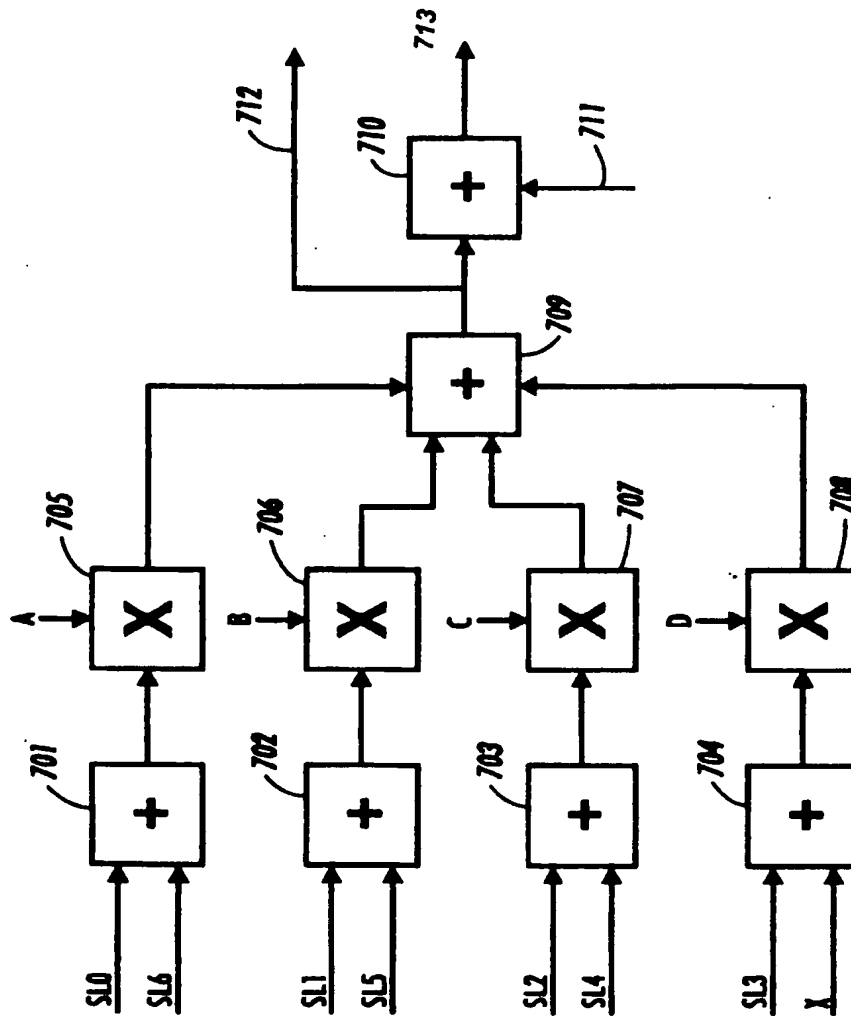 712
713
710
711
709
705
706
707
708
A
B
C
D
X
X
X
X
+
+
701
702
703
704
+
+
+
+
SL0
SL6
SL1
SL5
SL2
SL4
SL3
X